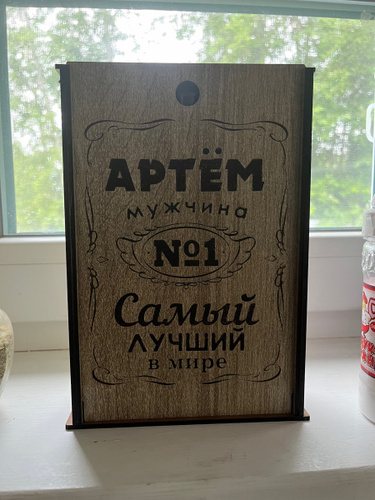 АРТЁМ
мужчина
№1
Самый
ЛУЧШИЙ
в мире